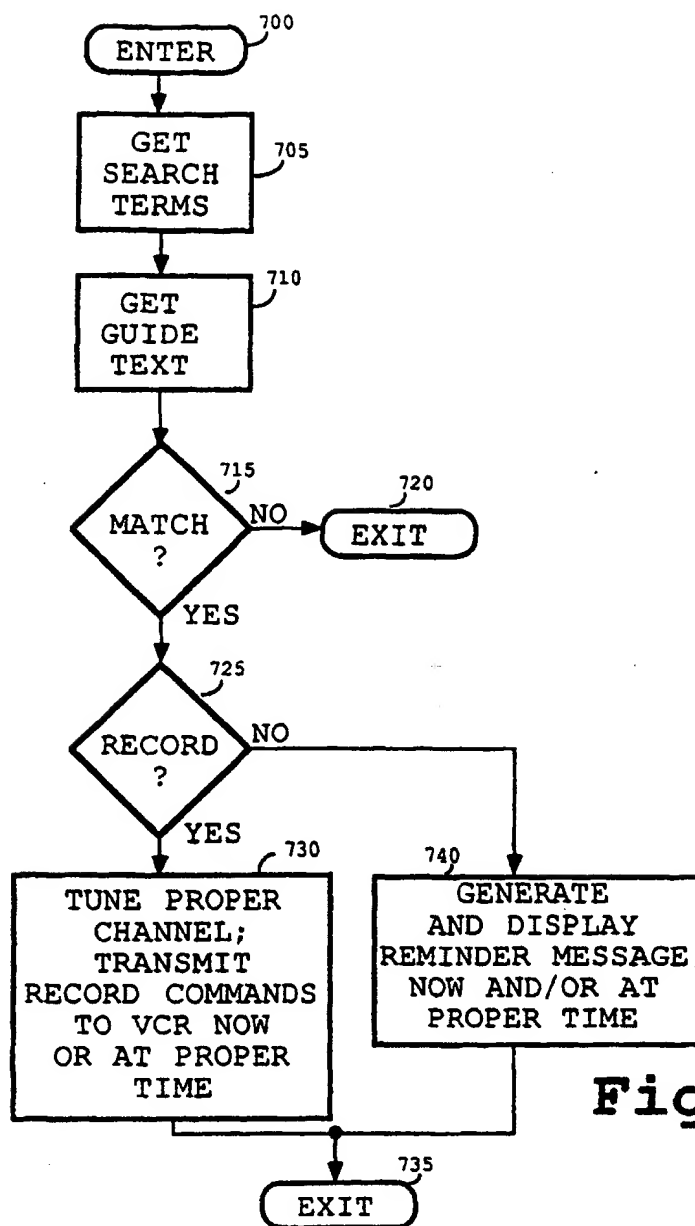 700
ENTER
705
GET
SEARCH
TERMS
710
GET
GUIDE
TEXT
715
MATCH
?
NO
720
EXIT
YES
725
RECORD
?
NO
YES
730
TUNE PROPER
CHANNEL;
TRANSMIT
RECORD COMMANDS
TO VCR NOW
OR AT PROPER
TIME
740
GENERATE
AND DISPLAY
REMINDER MESSAGE
NOW AND/OR AT
PROPER TIME
Fig
735
EXIT